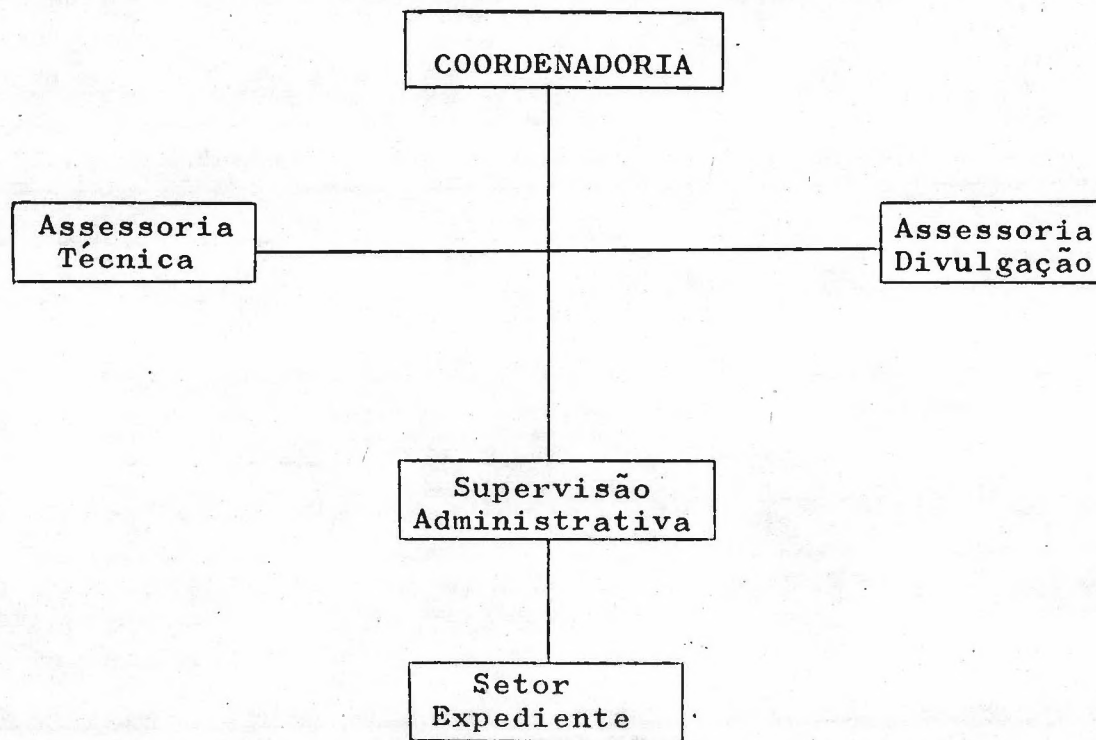 COORDENADORIA
Assessoria
Técnica
Assessoria
Divulgação
Supervisão
Administrativa
Setor
Expediente